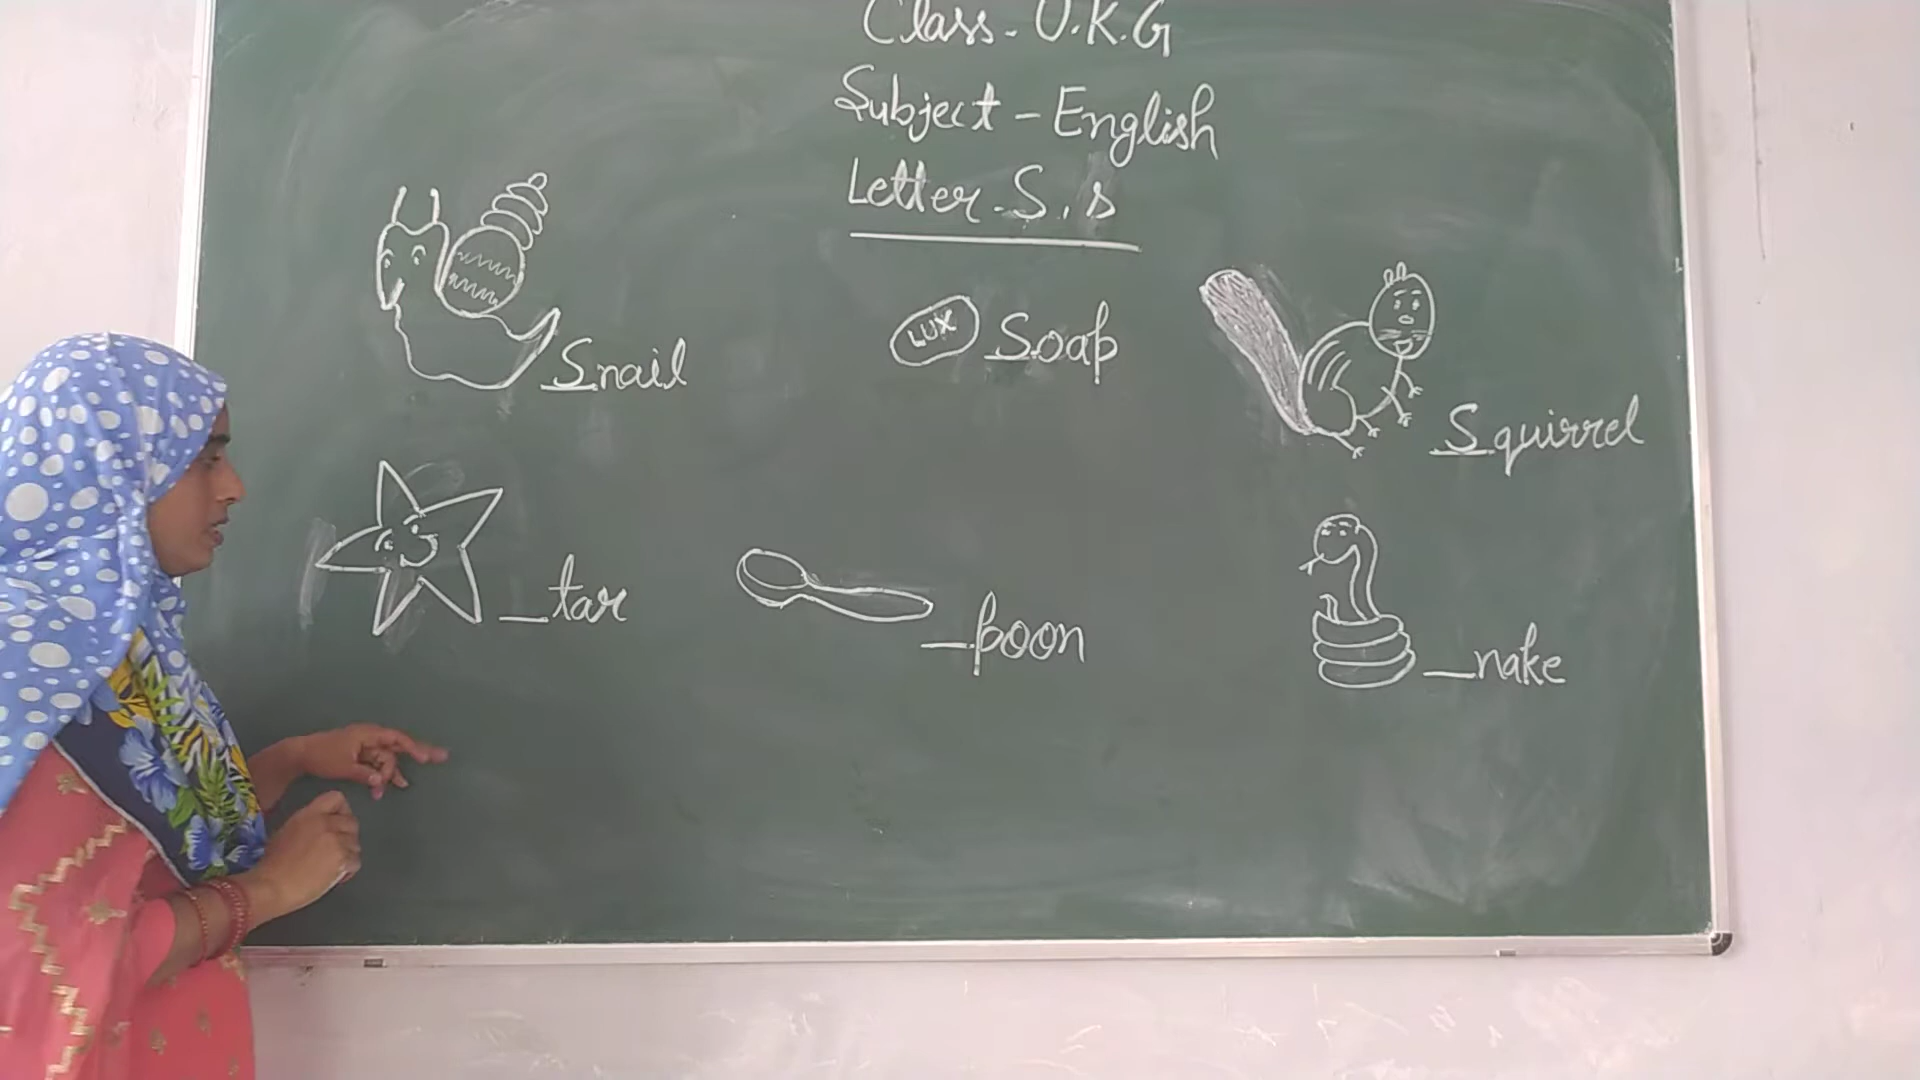 Class - U.K.G
Subject - English
Letter - S, s
Snail
LUX
Soap
Squirrel
_tar
_poon
_nake